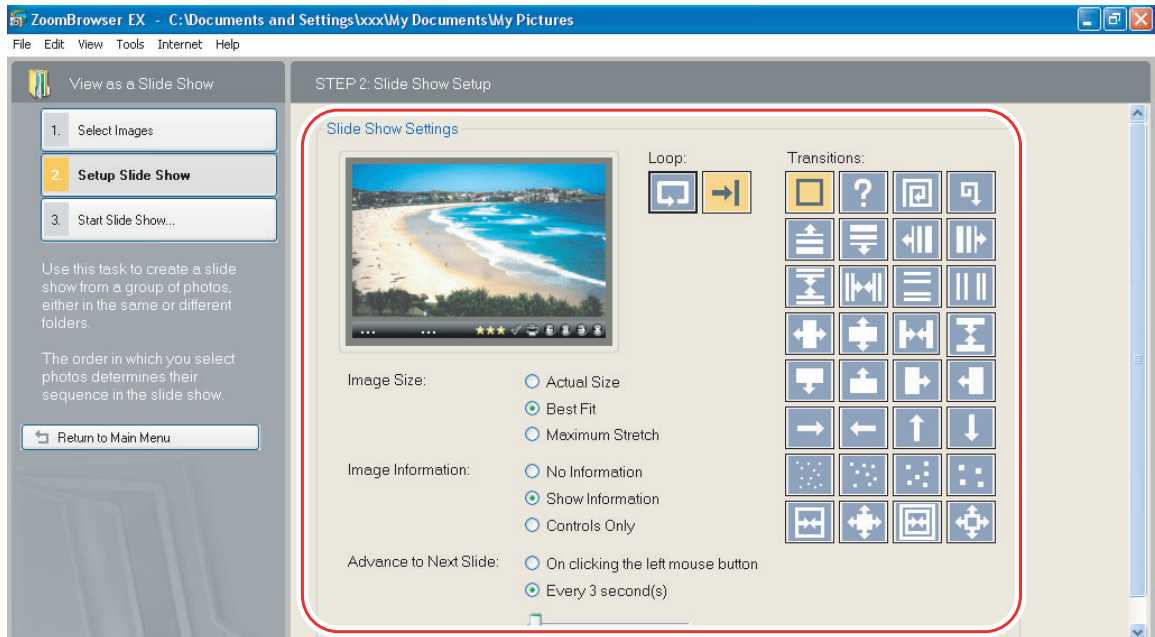 ZoomBrowser EX - C:\Documents and Settings\xxx\My Documents\My Pictures
File Edit View Tools Internet Help
View as a Slide Show
1. Select Images
2. Setup Slide Show
3. Start Slide Show...
Use this task to create a slide
show from a group of photos,
either in the same or different
folders.
The order in which you select
photos determines their
sequence in the slide show.
Return to Main Menu
STEP 2: Slide Show Setup
Slide Show Settings
Loop:
Transitions:
?
... ...
Image Size:
Actual Size
Best Fit
Maximum Stretch
Image Information:
No Information
Show Information
Controls Only
Advance to Next Slide:
On clicking the left mouse button
Every 3 second(s)